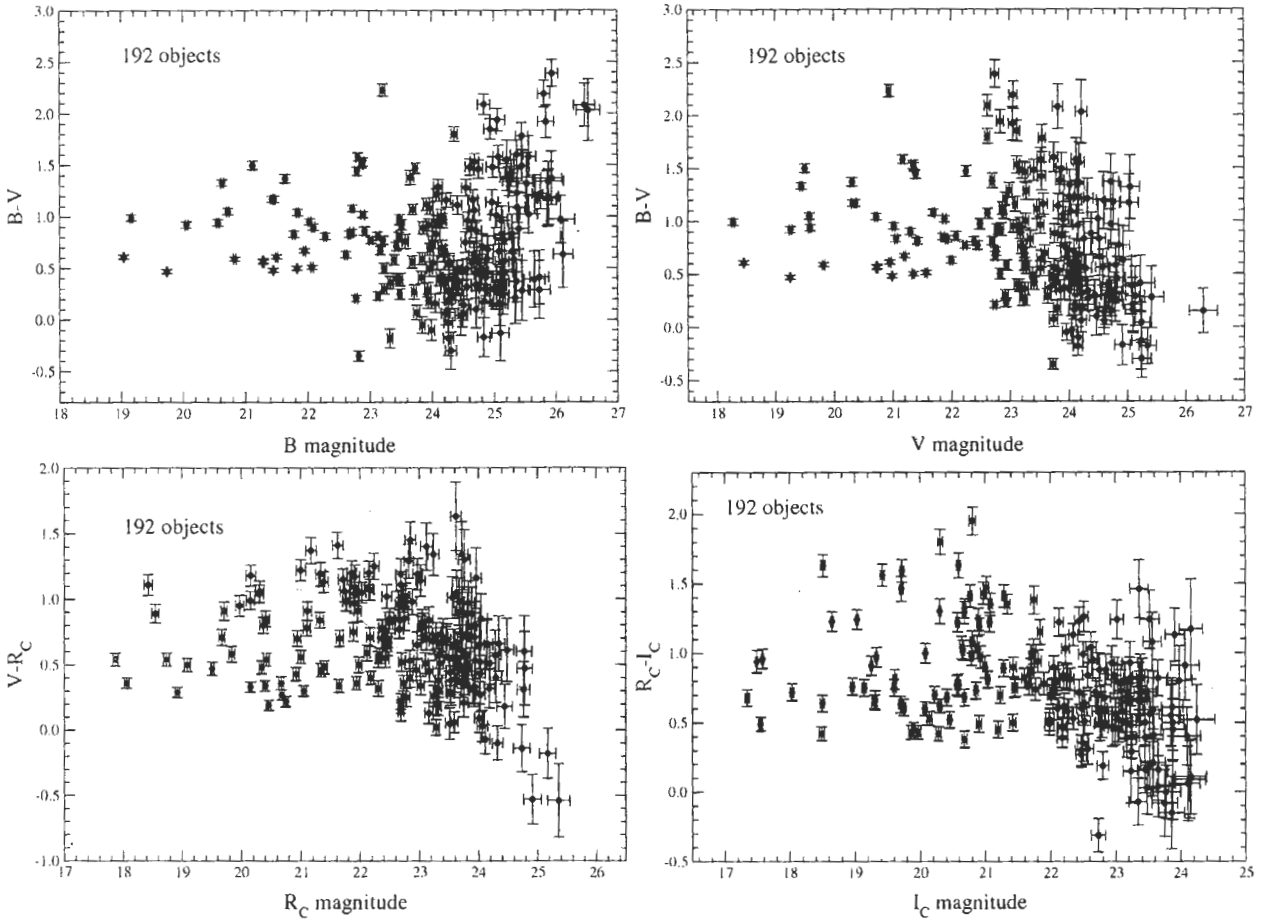 3.0
2.5
2.0
1.5
1.0
0.5
0.0
-0.5
B-V
192 objects
18 19 20 21 22 23 24 25 26 27
B magnitude
3.0
2.5
2.0
1.5
1.0
0.5
0.0
-0.5
B-V
192 objects
18 19 20 21 22 23 24 25 26 27
V magnitude
2.0
1.5
1.0
0.5
0.0
-0.5
-1.0
V-R_C
192 objects
17 18 19 20 21 22 23 24 25 26
R_C magnitude
2.0
1.5
1.0
0.5
0.0
-0.5
R_C-I_C
192 objects
17 18 19 20 21 22 23 24 25
I_C magnitude